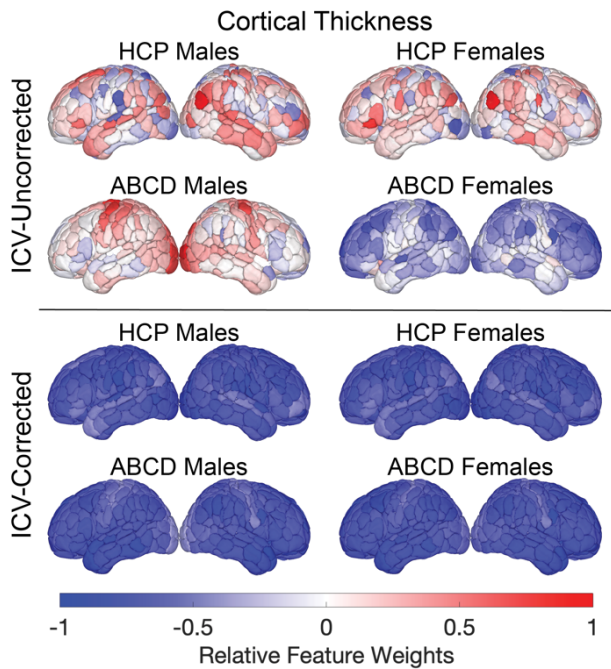 Cortical Thickness
HCP Males HCP Females
ICV-Uncorrected
ABCD Males ABCD Females
HCP Males HCP Females
ICV-Corrected
ABCD Males ABCD Females
-1 -0.5 0 0.5 1
Relative Feature Weights